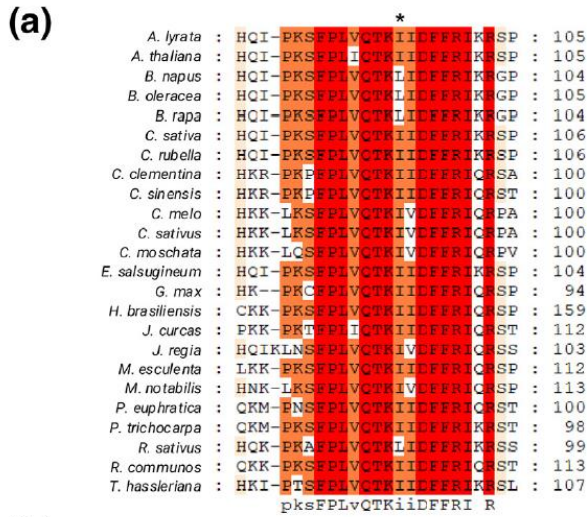 (a)
*
A. lyrata : HQI-PKSFPLVQTKIIDFFRIKRSP : 105
A. thaliana : HQI-PKSFPLIQTKIIDFFRIKRSP : 105
B. napus : HQI-PKSFPLVQTKLIDFFRIKRGP : 104
B. oleracea : HQI-PKSFPLVQTKLIDFFRIKRGP : 105
B. rapa : HQI-PKSFPLVQTKLIDFFRIKRGP : 104
C. sativa : HQI-PKSFPLVQTKIIDFFRIKRSP : 106
C. rubella : HQI-PKSFPLVQTKIIDFFRIKRSP : 106
C. clementina : HKR-PKPFPLVQTKIIDFFRIQRSA : 100
C. sinensis : HKR-PKPFPLVQTKIIDFFRIQRST : 100
C. melo : HKK-LKSFPLVQTKIVDFFRIQRPA : 100
C. sativus : HKK-LKSFPLVQTKIVDFFRIQRPA : 100
C. moschata : HKK-LQSFPLVQTKIVDFFRIQRPV : 100
E. salsugineum : HQI-PKSFPLVQTKIIDFFRIKRSP : 104
G. max : HK--PKCFPLVQTKIIDFFRIQRSP : 94
H. brasiliensis : CKK-PKSFPLVQTKIIDFFRIQRSP : 159
J. curcas : PKK-PKTFPLIQTKIIDFFRIQRST : 112
J. regia : HQIKLNSFPLVQTKIVDFFRIQRSS : 103
M. esculenta : LKK-PKSFPLVQTKIIDFFRIQRSP : 112
M. notabilis : HNK-LKSFPLVQTKIVDFFRIQRSP : 113
P. euphratica : QKM-PNSFPLVQTKIIDFFRIQRST : 100
P. trichocarpa : QKM-PKSFPLVQTKIIDFFRIKRST : 98
R. sativus : HQK-PKAFPLVQTKLIDFFRIKRSS : 99
R. communos : QKK-PKSFPLVQTKIIDFFRIQRST : 113
T. hassleriana : HKI-PTSFPLVQTKIIDFFRIKRSL : 107
pksFPLvQTKiiDFFRI R